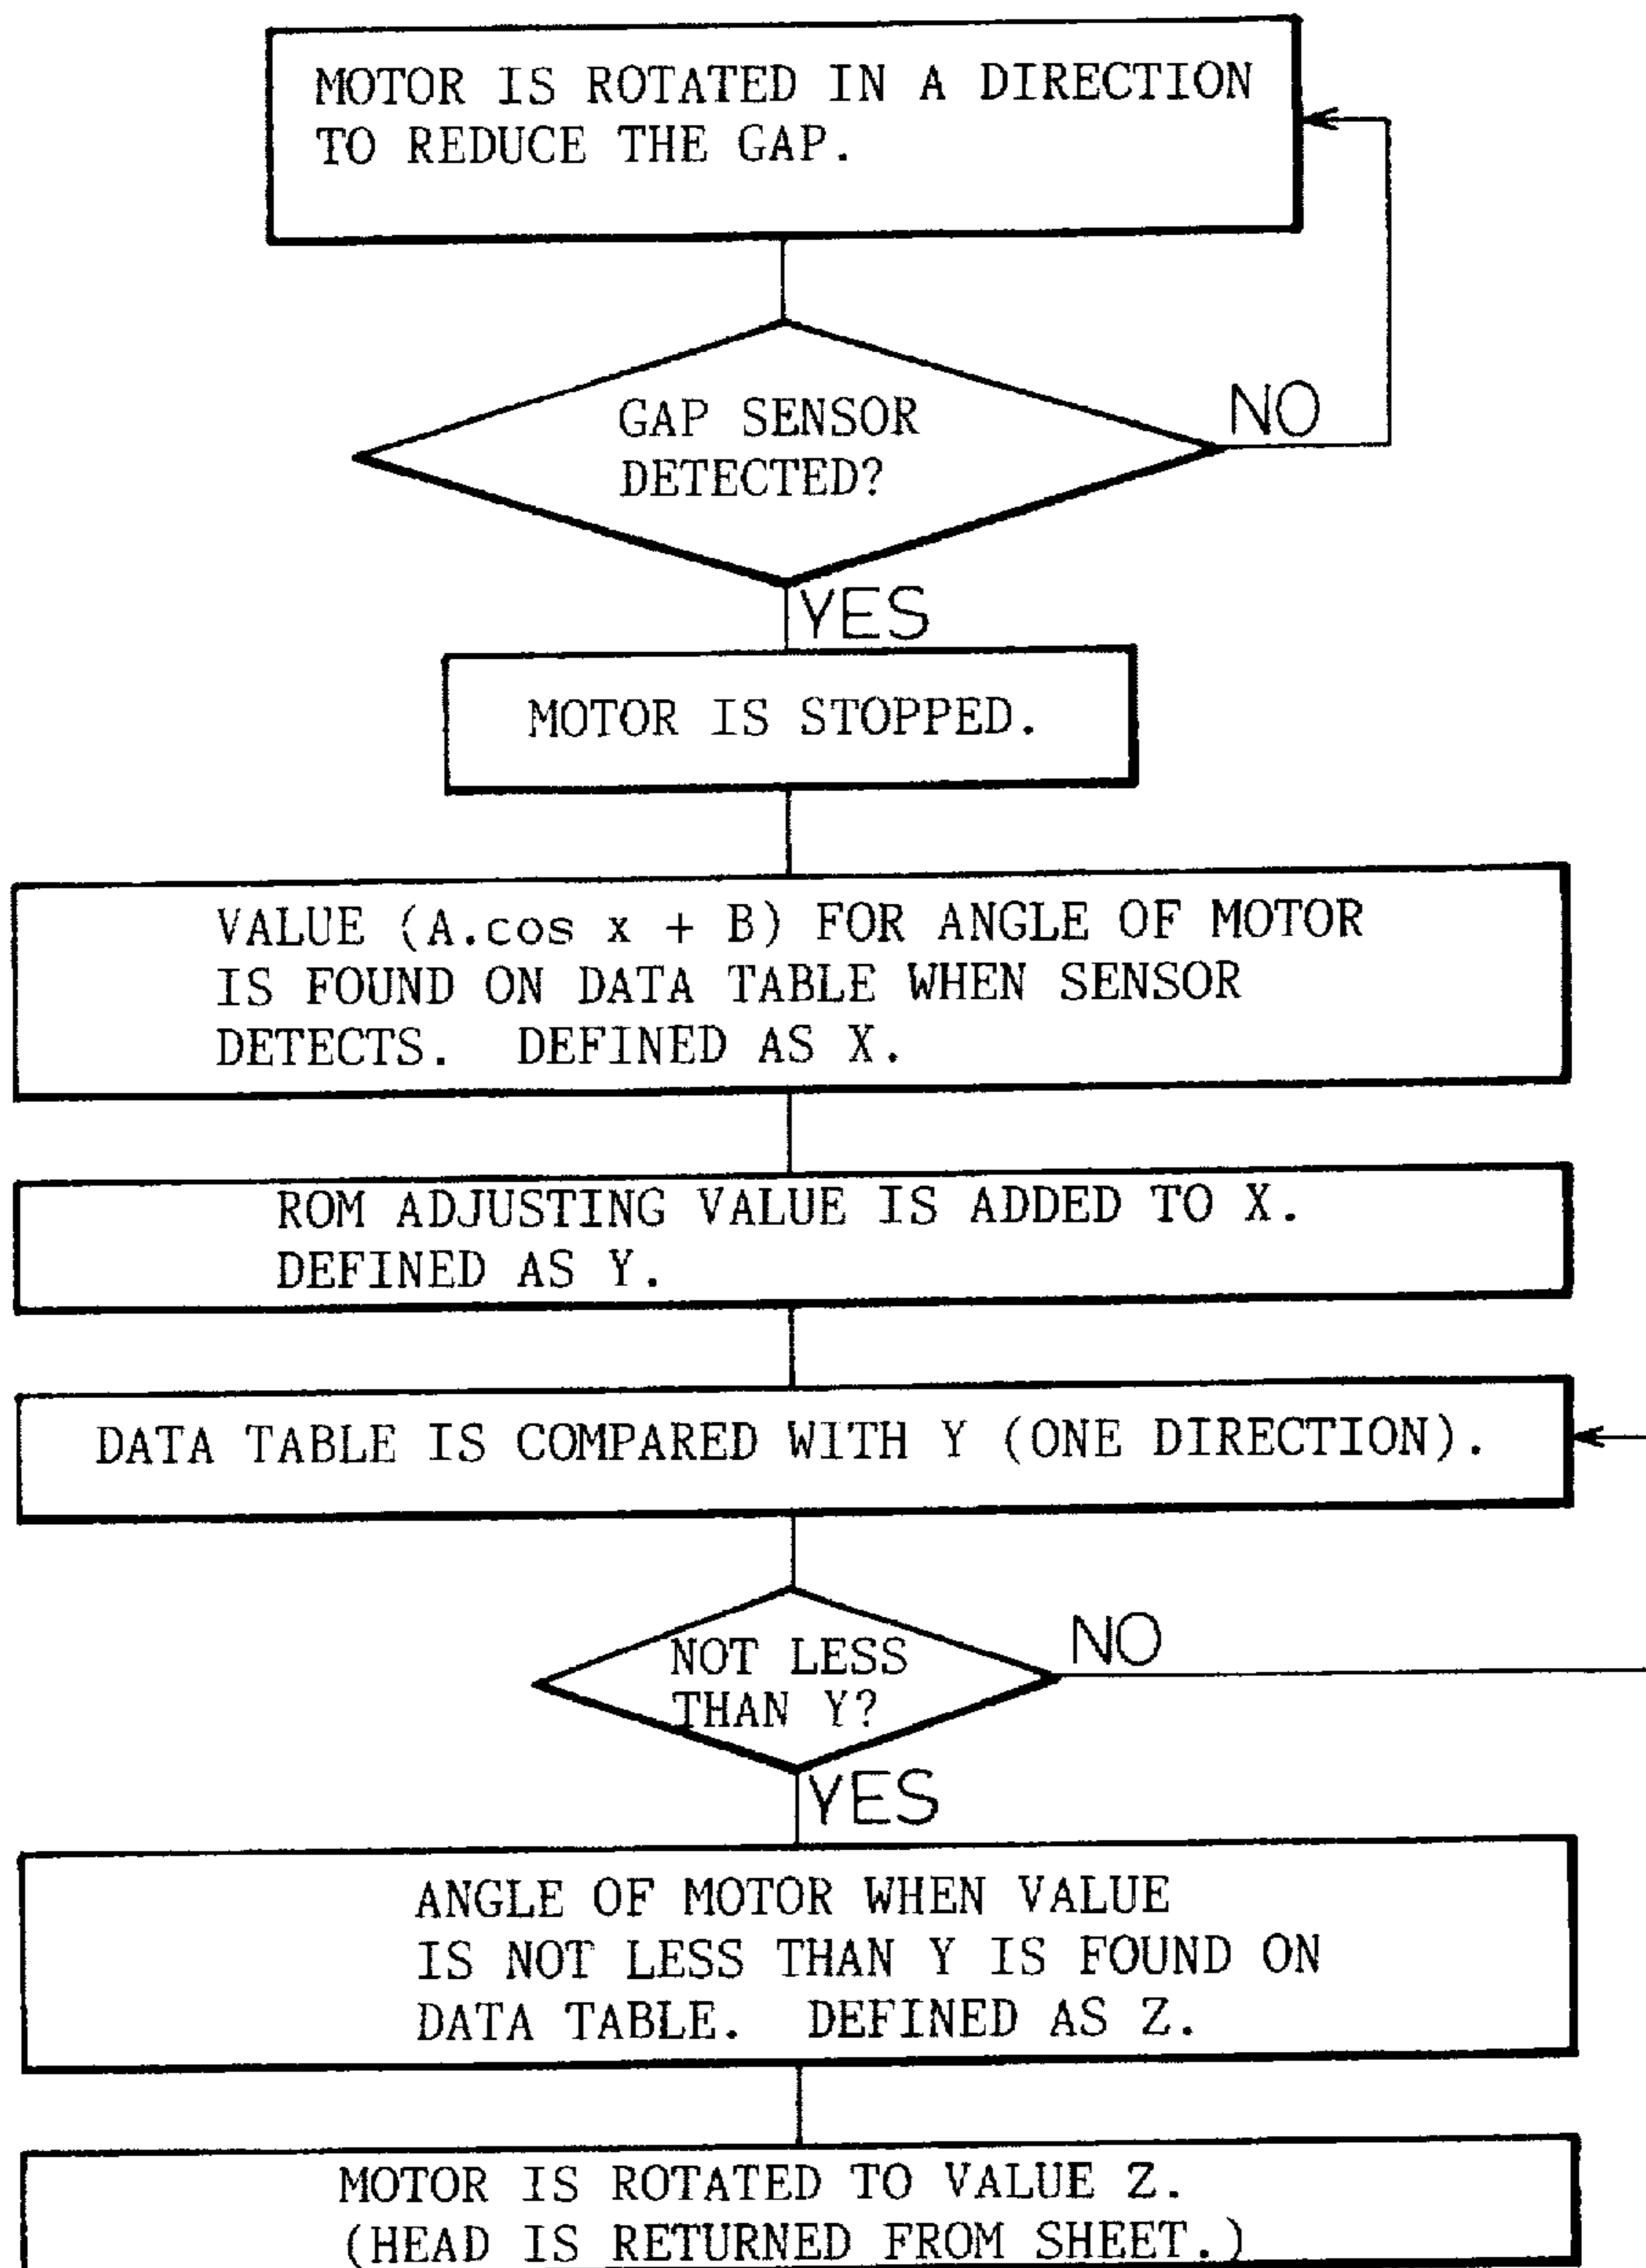 MOTOR IS ROTATED IN A DIRECTION
TO REDUCE THE GAP.
GAP SENSOR
DETECTED?
NO
YES
MOTOR IS STOPPED.
VALUE (A.cos x + B) FOR ANGLE OF MOTOR
IS FOUND ON DATA TABLE WHEN SENSOR
DETECTS. DEFINED AS X.
ROM ADJUSTING VALUE IS ADDED TO X.
DEFINED AS Y.
DATA TABLE IS COMPARED WITH Y (ONE DIRECTION).
NOT LESS
THAN Y?
NO
YES
ANGLE OF MOTOR WHEN VALUE
IS NOT LESS THAN Y IS FOUND ON
DATA TABLE. DEFINED AS Z.
MOTOR IS ROTATED TO VALUE Z.
(HEAD IS RETURNED FROM SHEET.)